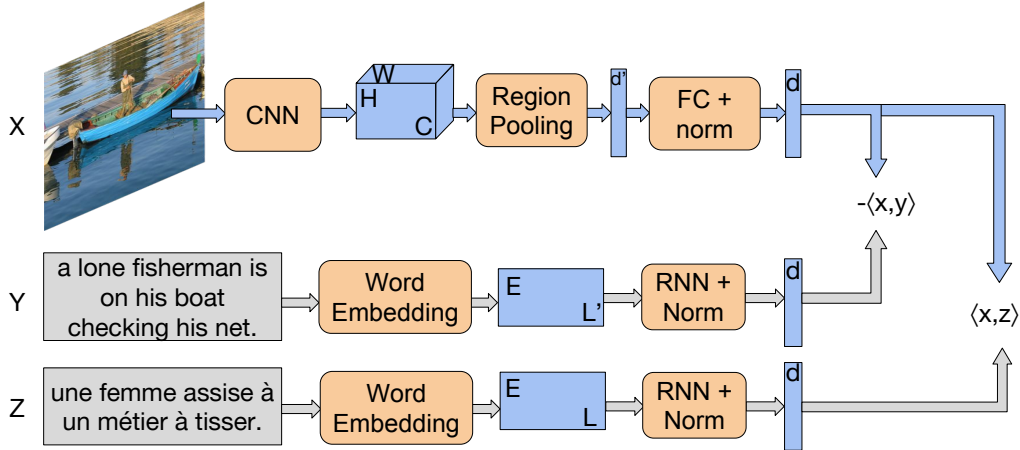 X
CNN
W
H
C
Region
Pooling
d'
FC +
norm
d
-⟨x,y⟩
Y
a lone fisherman is
on his boat
checking his net.
Word
Embedding
E
L'
RNN +
Norm
d
⟨x,z⟩
Z
une femme assise à
un métier à tisser.
Word
Embedding
E
L
RNN +
Norm
d